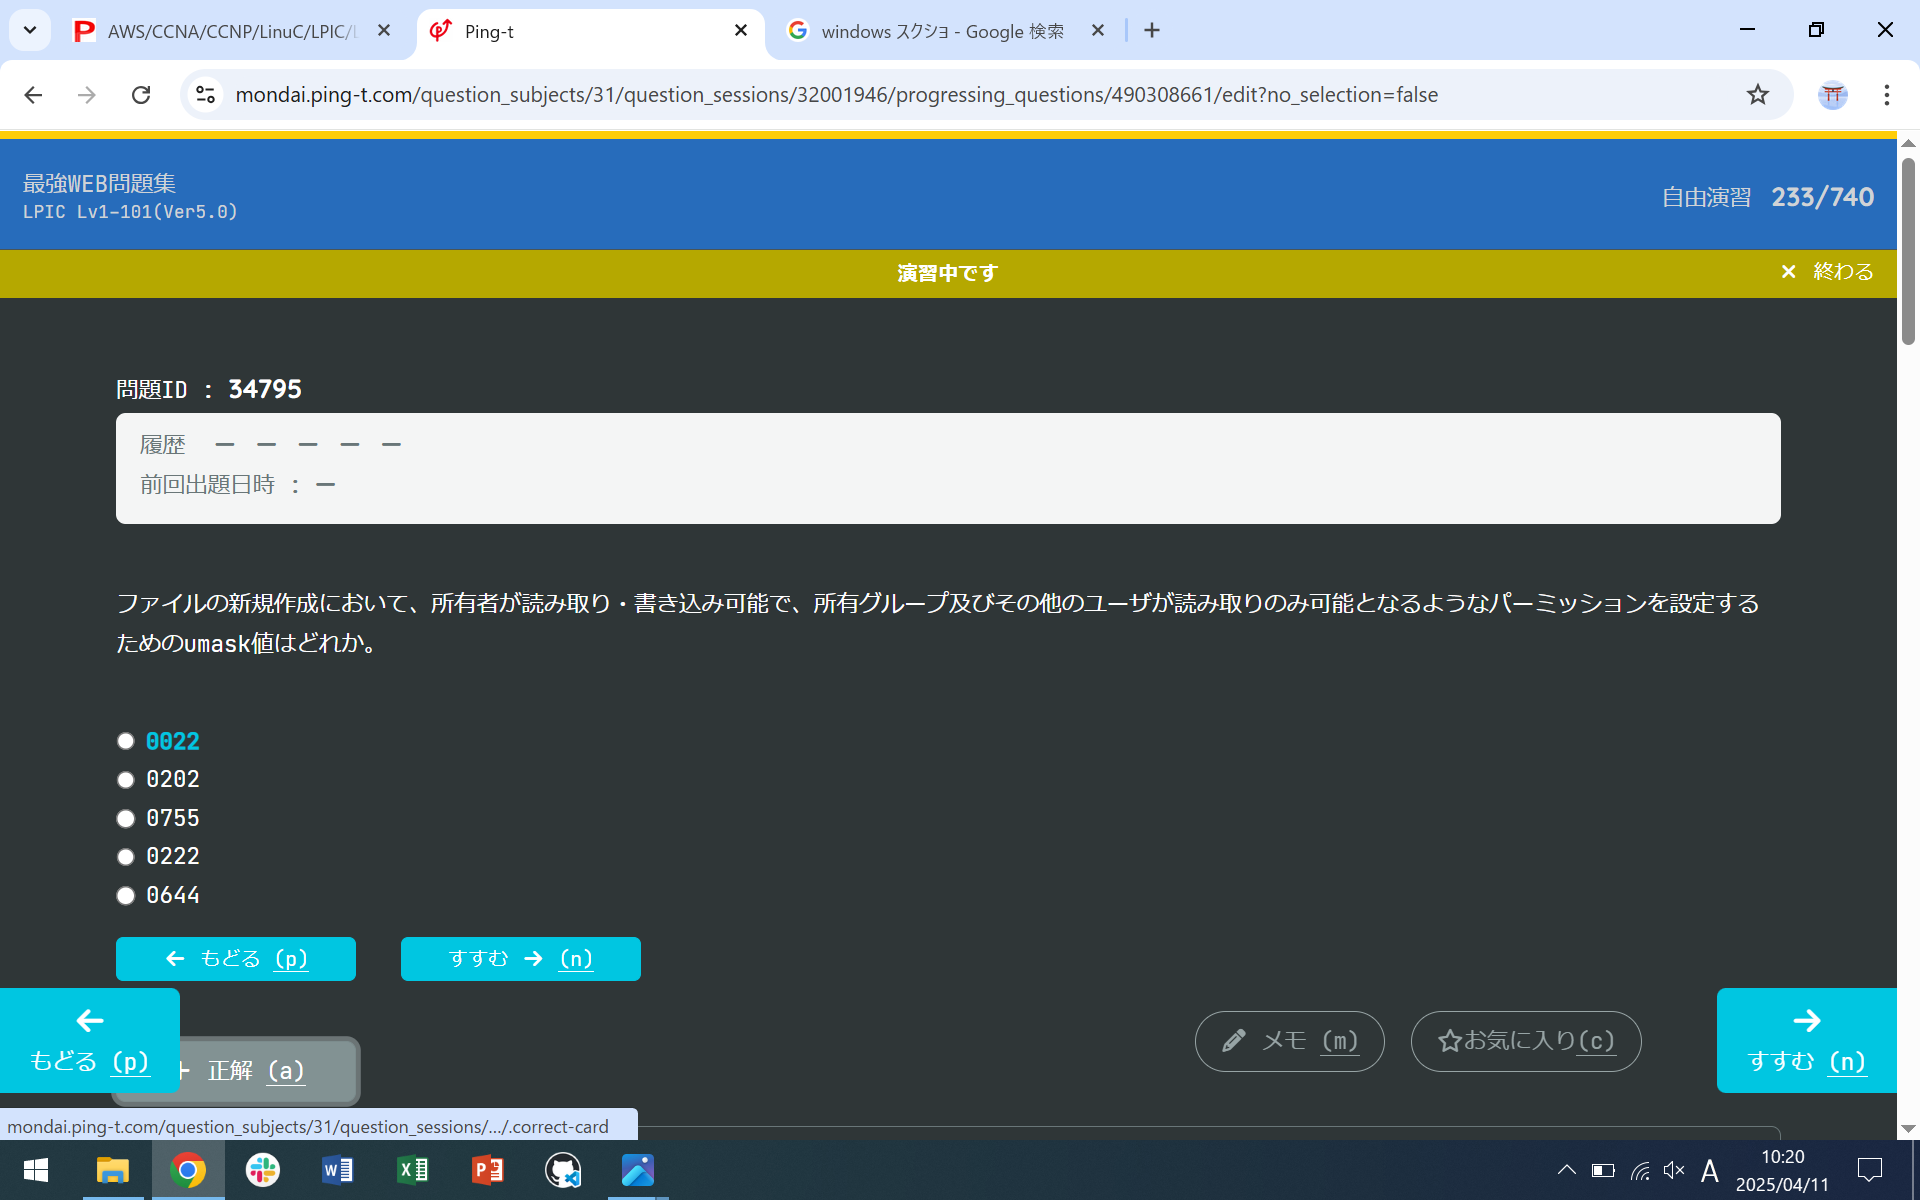 AWS/CCNA/CCNP/LinuC/LPIC/
Ping-t
windows スクショ - Google 検索
mondai.ping-t.com/question_subjects/31/question_sessions/32001946/progressing_questions/490308661/edit?no_selection=false
最強WEB問題集
LPIC Lv1-101(Ver5.0)
自由演習 233/740
演習中です
× 終わる
問題ID : 34795
履歴 ー ー ー ー ー
前回出題日時 : ー
ファイルの新規作成において、所有者が読み取り・書き込み可能で、所有グループ及びその他のユーザが読み取りのみ可能となるようなパーミッションを設定する
ためのumask値はどれか。
0022
0202
0755
0222
0644
← もどる (p)
すすむ → (n)
← もどる (p)
正解 (a)
メモ (m)
☆お気に入り(c)
→ すすむ (n)
mondai.ping-t.com/question_subjects/31/question_sessions/.../.correct-card
A
10:20
2025/04/11